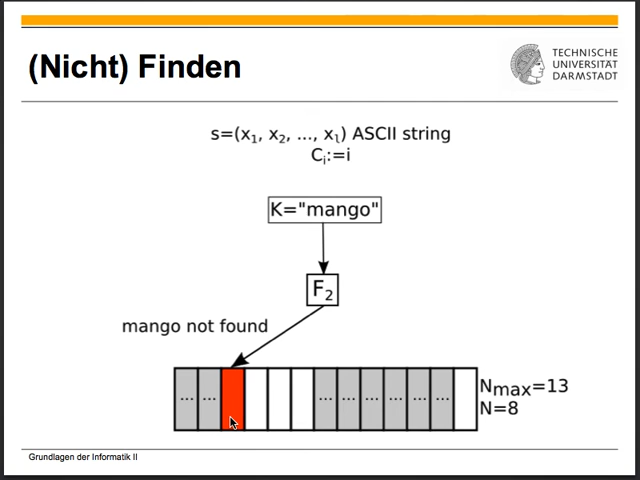 (Nicht) Finden
TECHNISCHE
UNIVERSITÄT
DARMSTADT
s=(x₁, x₂, ..., xₗ) ASCII string
Cᵢ:=i
K="mango"
F₂
mango not found
... ... ... ... ... ... ... ...
Nmax=13
N=8
Grundlagen der Informatik II